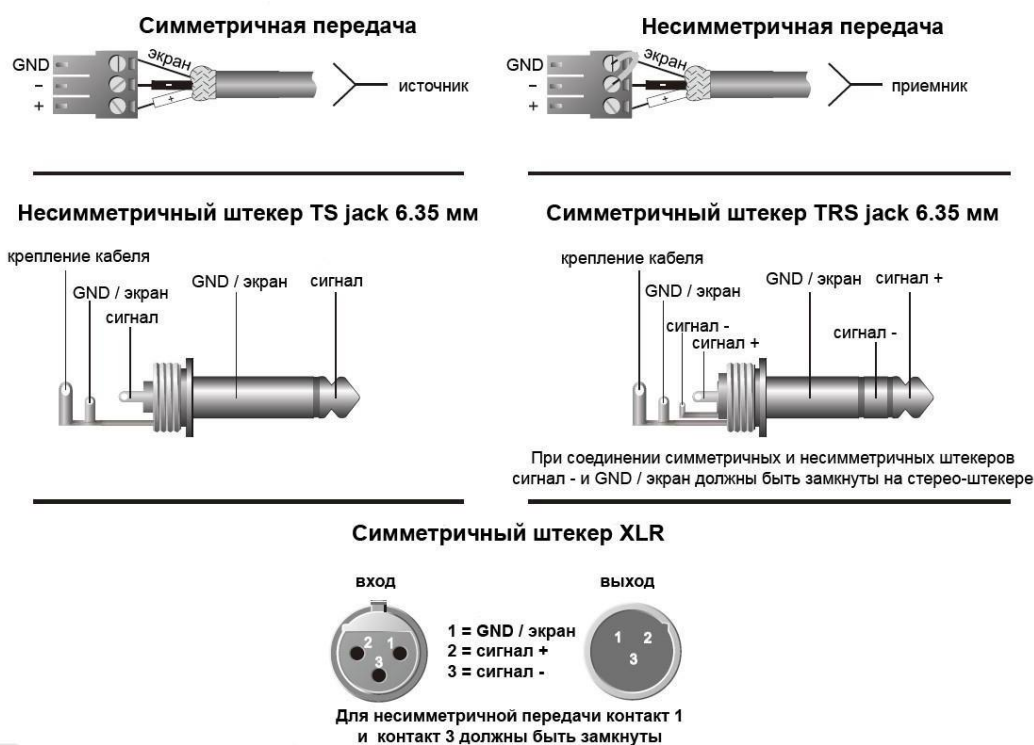 Симметричная передача
GND
–
+
экран
-
+
источник
Несимметричная передача
GND
–
+
экран
-
+
приемник
Несимметричный штекер TS jack 6.35 мм
крепление кабеля
GND / экран
сигнал
GND / экран
сигнал
Симметричный штекер TRS jack 6.35 мм
крепление кабеля
GND / экран
сигнал -
сигнал +
GND / экран
сигнал +
сигнал -
При соединении симметричных и несимметричных штекеров
сигнал - и GND / экран должны быть замкнуты на стерео-штекере
Симметричный штекер XLR
вход
2 1
3
1 = GND / экран
2 = сигнал +
3 = сигнал -
выход
1 2
3
Для несимметричной передачи контакт 1
и контакт 3 должны быть замкнуты